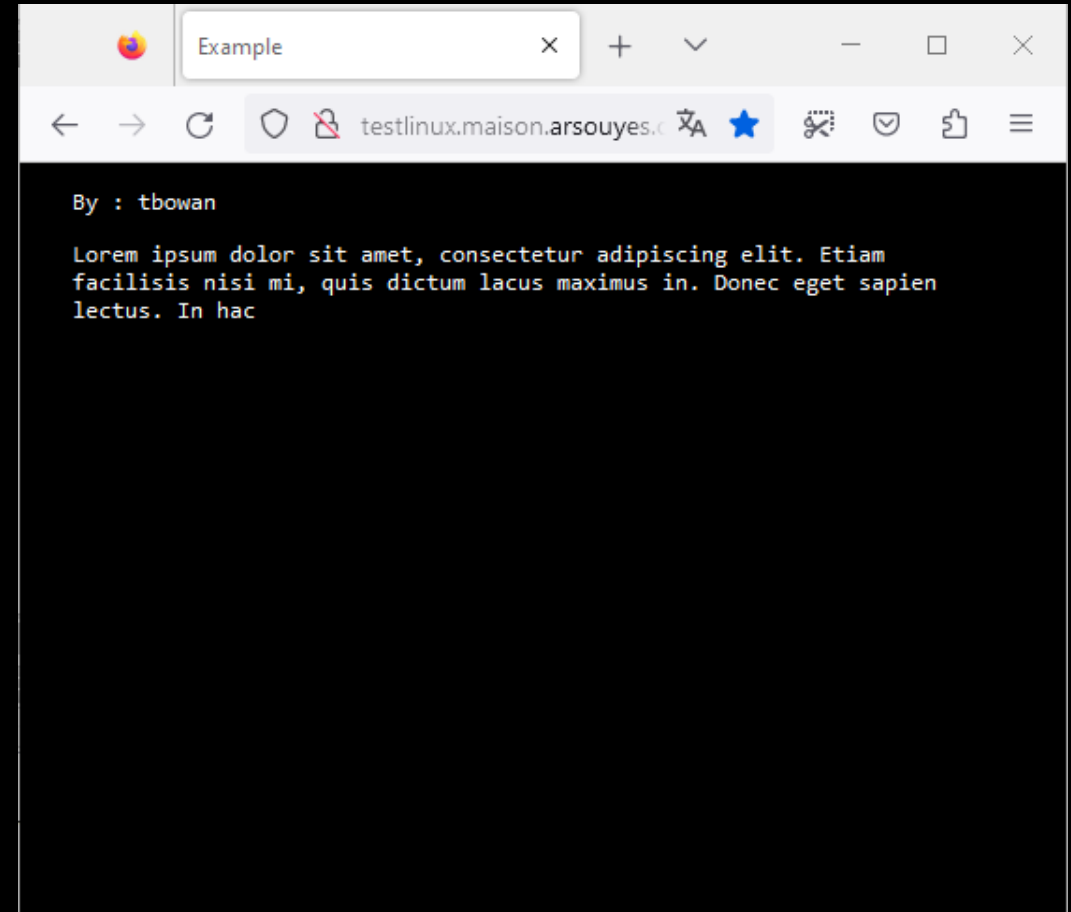 Example
testlinux.maison.arsouyes.
By : tbowan
Lorem ipsum dolor sit amet, consectetur adipiscing elit. Etiam
facilisis nisi mi, quis dictum lacus maximus in. Donec eget sapien
lectus. In hac